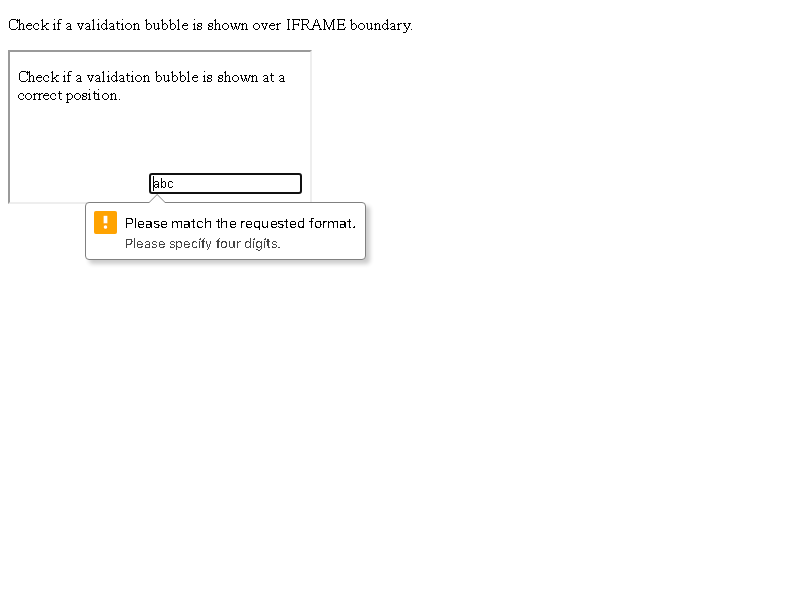 Check if a validation bubble is shown over IFRAME boundary.
Check if a validation bubble is shown at a
correct position.
abc
Please match the requested format.
Please specify four digits.